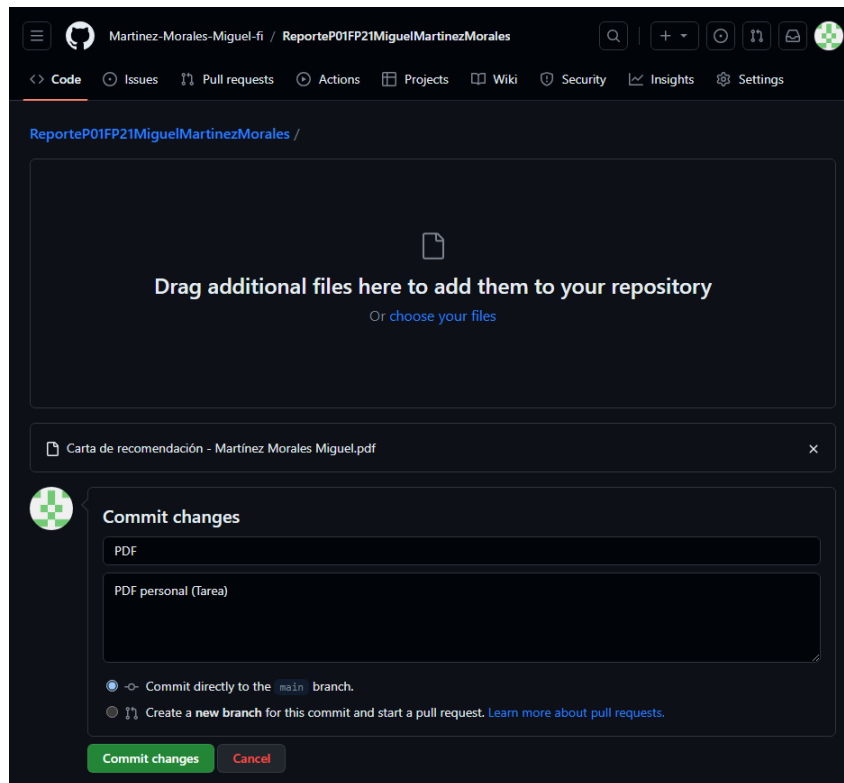 Martinez-Morales-Miguel-fi / ReporteP01FP21MiguelMartinezMorales
Code Issues Pull requests Actions Projects Wiki Security Insights Settings
ReporteP01FP21MiguelMartinezMorales /
Drag additional files here to add them to your repository
Or choose your files
Carta de recomendación - Martínez Morales Miguel.pdf
Commit changes
PDF
PDF personal (Tarea)
Commit directly to the main branch.
Create a new branch for this commit and start a pull request. Learn more about pull requests.
Commit changes Cancel